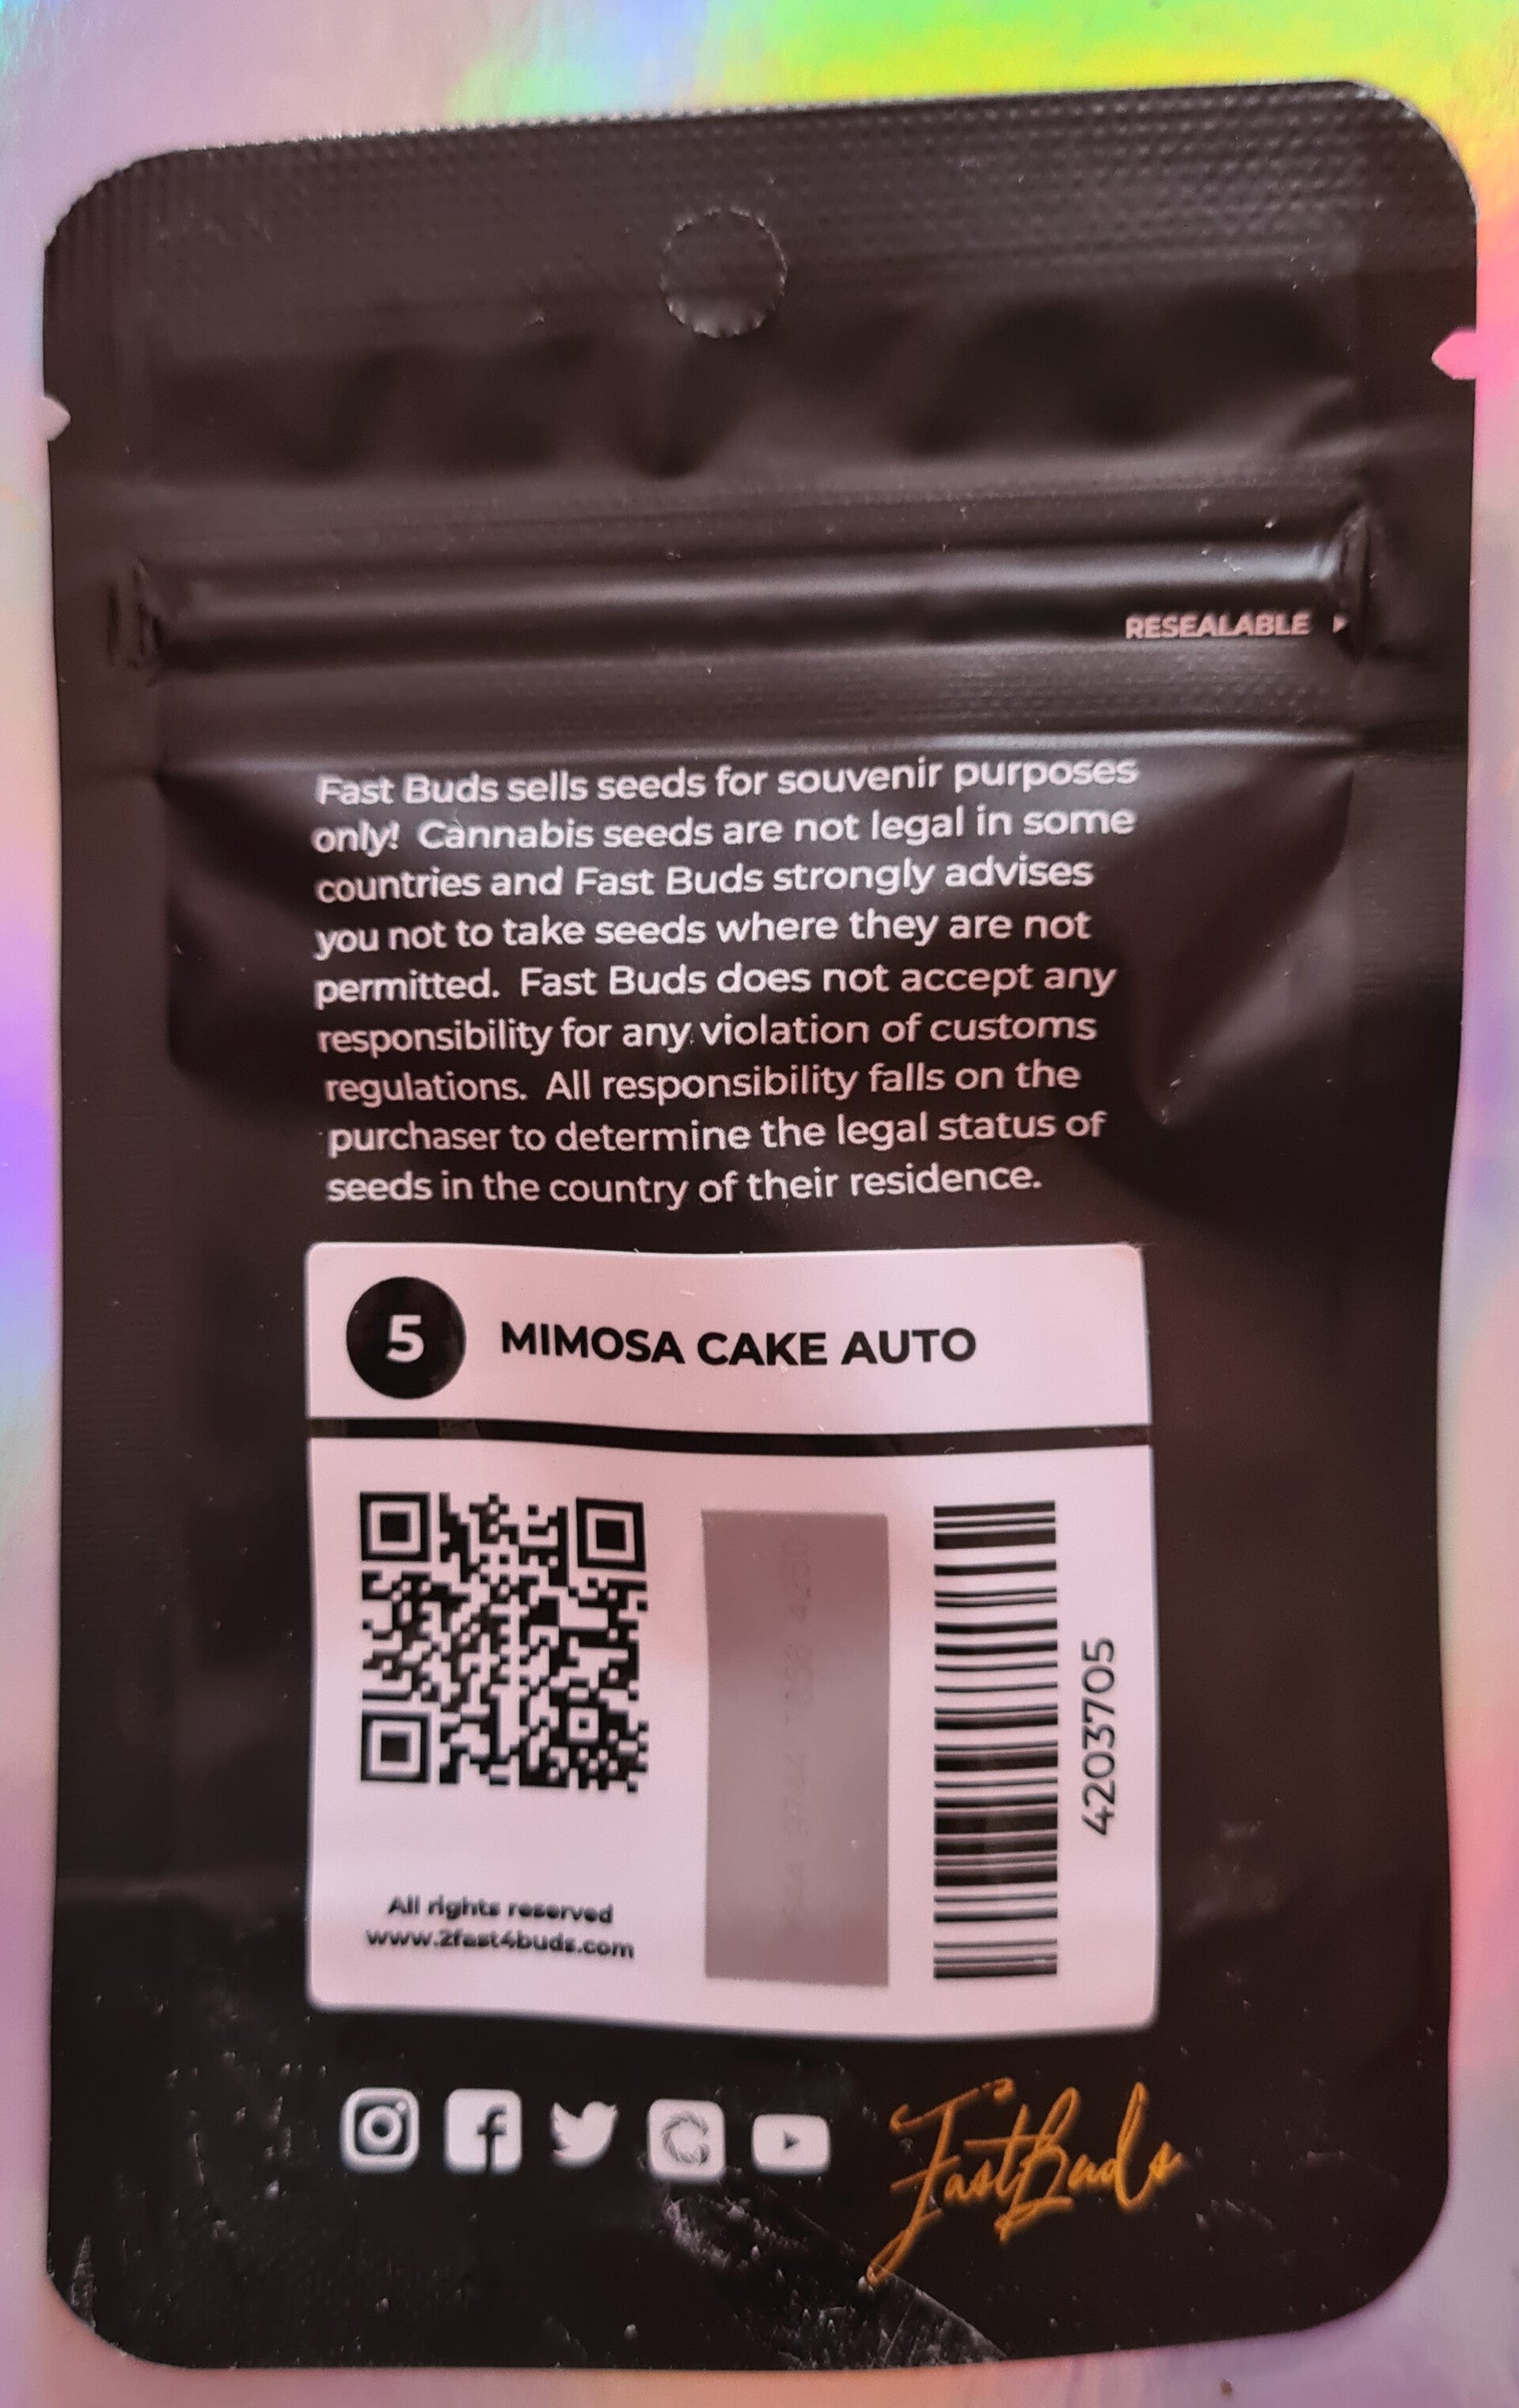 RESEALABLE
Fast Buds sells seeds for souvenir purposes
only! Cannabis seeds are not legal in some
countries and Fast Buds strongly advises
you not to take seeds where they are not
permitted. Fast Buds does not accept any
responsibility for any violation of customs
regulations. All responsibility falls on the
purchaser to determine the legal status of
seeds in the country of their residence.
5 MIMOSA CAKE AUTO
4203705
All rights reserved
www.2fast4buds.com
FastBuds